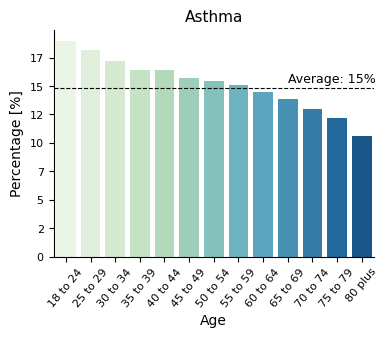 Asthma
Percentage [%]
17
15
12
10
7
5
2
0
Average: 15%
18 to 24
25 to 29
30 to 34
35 to 39
40 to 44
45 to 49
50 to 54
55 to 59
60 to 64
65 to 69
70 to 74
75 to 79
80 plus
Age